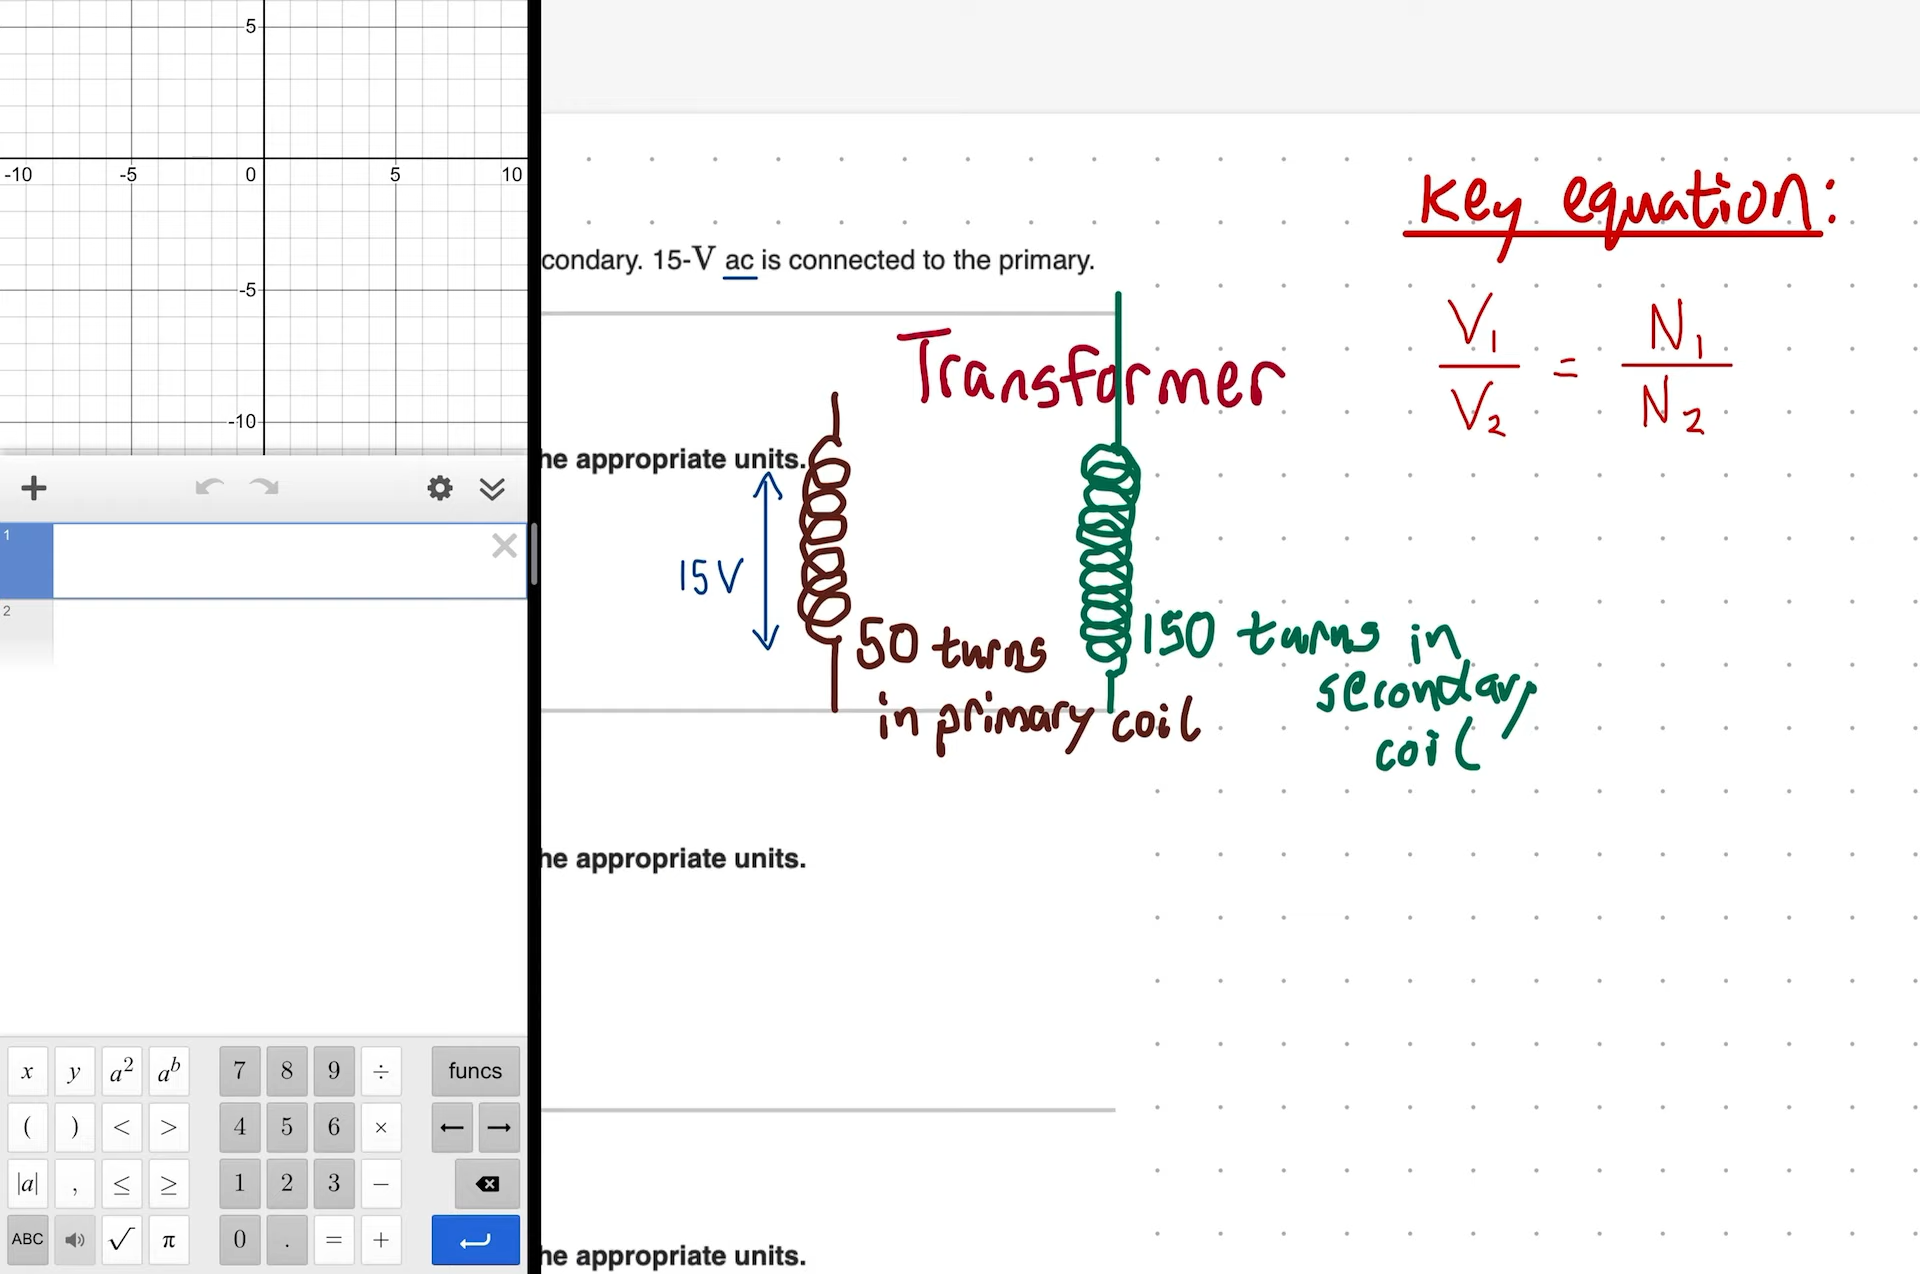 5
-10 -5 0 5 10
-5
-10
1
2
x y a² aᵇ 7 8 9 ÷ funcs
( ) < > 4 5 6 × ← →
|a| , ≤ ≥ 1 2 3 −
ABC √ π 0 . = +
condary. 15-V ac is connected to the primary.
Transformer
he appropriate units.
15V
50 turns
in primary coil
150 turns in
secondary
coil
he appropriate units.
he appropriate units.
Key equation:
V₁/V₂ = N₁/N₂